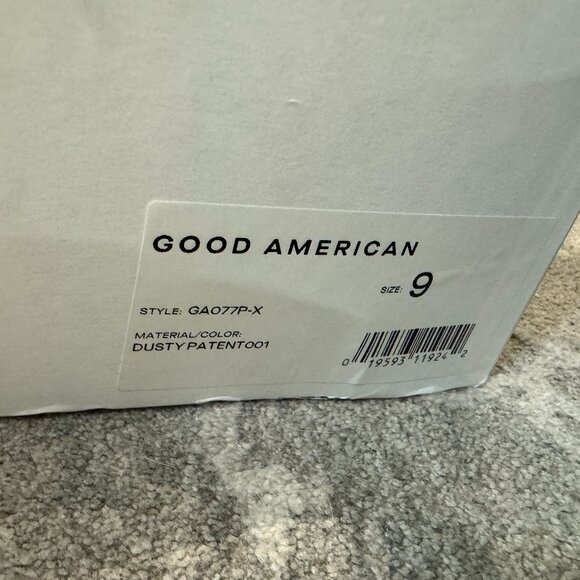 GOOD AMERICAN
SIZE: 9
STYLE: GA077P-X
MATERIAL/COLOR:
DUSTY PATENT001
0 19593 11924 2